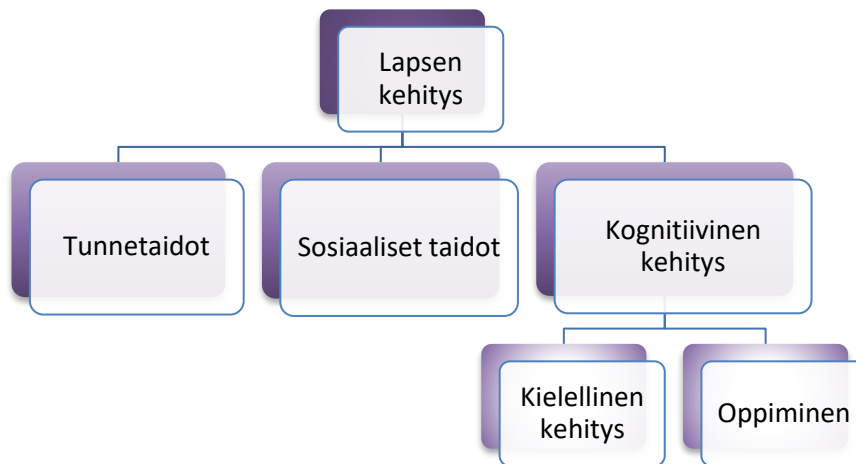 Lapsen
kehitys
Tunnetaidot
Sosiaaliset taidot
Kognitiivinen
kehitys
Kielellinen
kehitys
Oppiminen